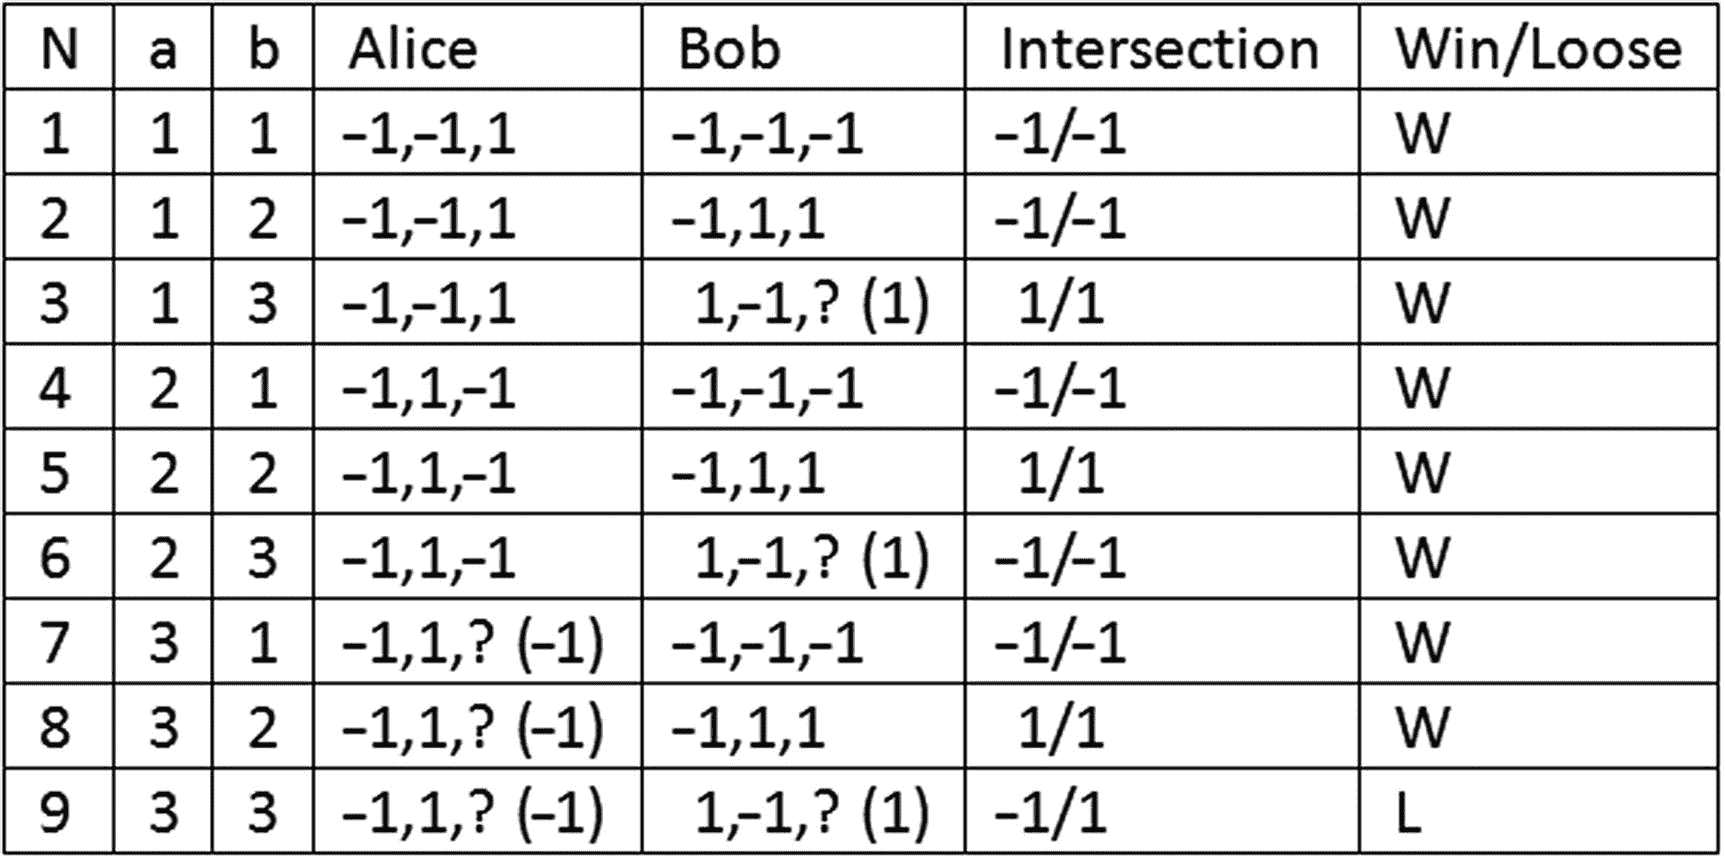 N a b Alice Bob Intersection Win/Loose
1 1 1 –1,–1,1 –1,–1,–1 –1/–1 W
2 1 2 –1,–1,1 –1,1,1 –1/–1 W
3 1 3 –1,–1,1 1,–1,? (1) 1/1 W
4 2 1 –1,1,–1 –1,–1,–1 –1/–1 W
5 2 2 –1,1,–1 –1,1,1 1/1 W
6 2 3 –1,1,–1 1,–1,? (1) –1/–1 W
7 3 1 –1,1,? (–1) –1,–1,–1 –1/–1 W
8 3 2 –1,1,? (–1) –1,1,1 1/1 W
9 3 3 –1,1,? (–1) 1,–1,? (1) –1/1 L